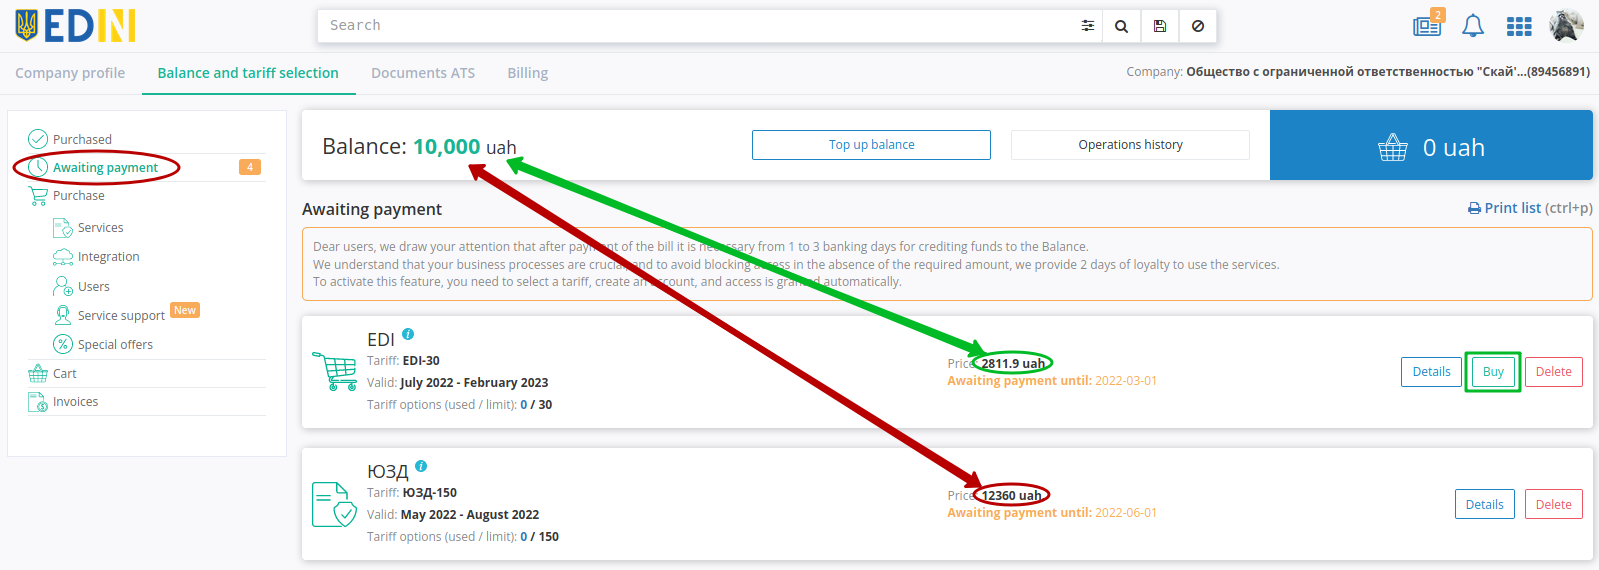 EDIN
Search
2
Company profile
Balance and tariff selection
Documents ATS
Billing
Company: Общество с ограниченной ответственностью "Скай'...(89456891)
Purchased
Awaiting payment
4
Purchase
Services
Integration
Users
Service support
New
Special offers
Cart
Invoices
Balance: 10,000 uah
Top up balance
Operations history
0 uah
Awaiting payment
Print list (ctrl+p)
Dear users, we draw your attention that after payment of the bill it is necessary from 1 to 3 banking days for crediting funds to the Balance.
We understand that your business processes are crucial, and to avoid blocking access in the absence of the required amount, we provide 2 days of loyalty to use the services.
To activate this feature, you need to select a tariff, create an account, and access is granted automatically.
EDI
Tariff: EDI-30
Valid: July 2022 - February 2023
Tariff options (used / limit): 0 / 30
Price: 2811.9 uah
Awaiting payment until: 2022-03-01
Details
Buy
Delete
ЮЗД
Tariff: ЮЗД-150
Valid: May 2022 - August 2022
Tariff options (used / limit): 0 / 150
Price: 12360 uah
Awaiting payment until: 2022-06-01
Details
Delete